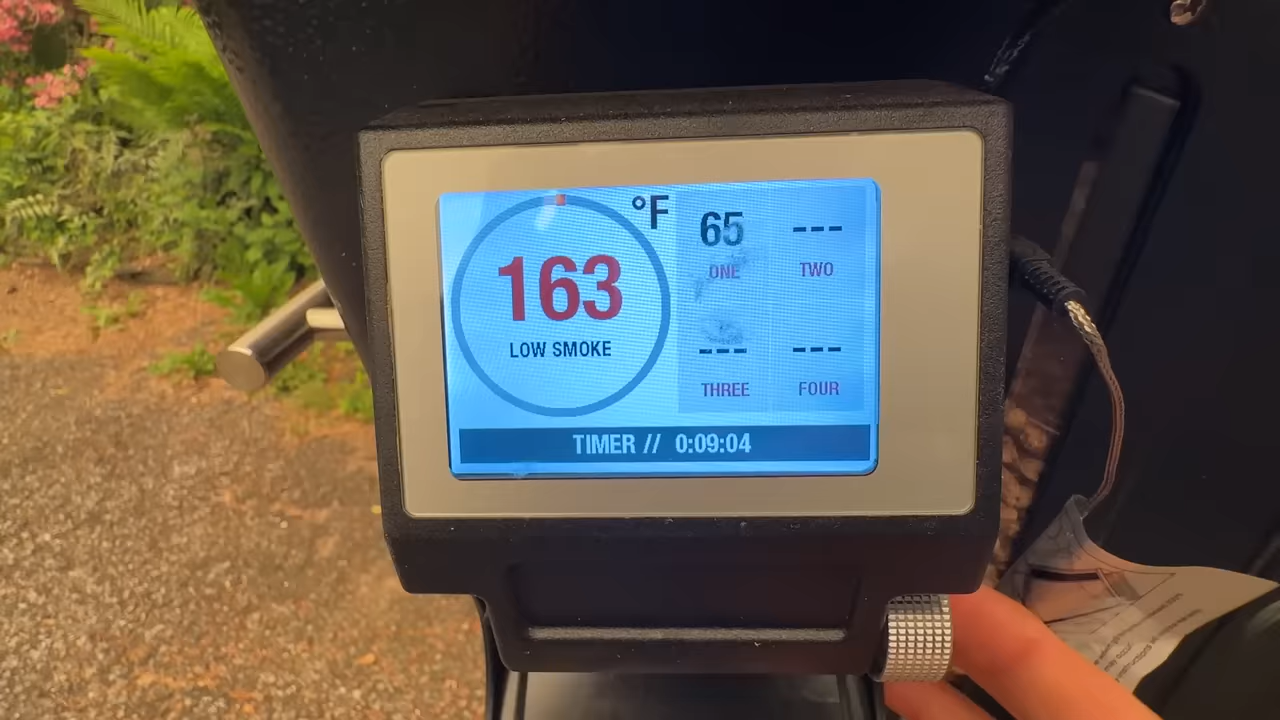 °F
163
LOW SMOKE
65
ONE
---
TWO
---
THREE
---
FOUR
TIMER // 0:09:04